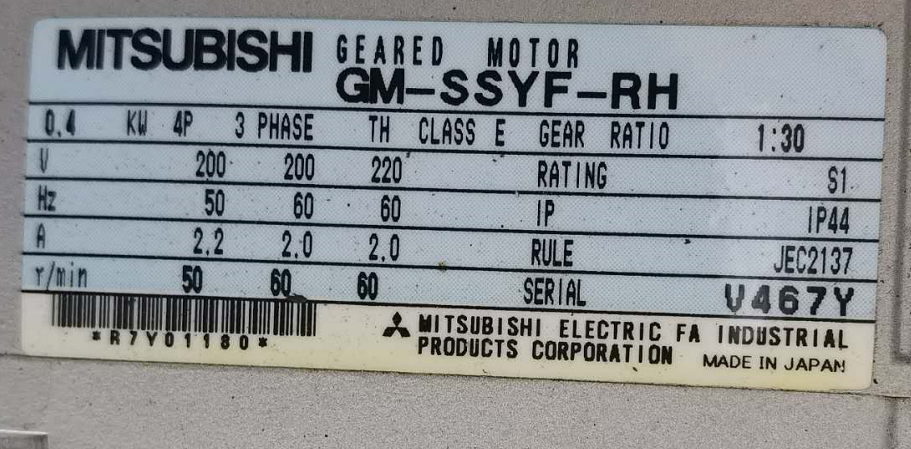 MITSUBISHI GEARED MOTOR
GM-SSYF-RH
0.4 KW 4P 3 PHASE TH CLASS E GEAR RATIO 1:30
V 200 200 220 RATING S1
Hz 50 60 60 IP IP44
A 2.2 2.0 2.0 RULE JEC2137
r/min 50 60 60 SERIAL V467Y
*R7Y01180*
MITSUBISHI ELECTRIC FA INDUSTRIAL
PRODUCTS CORPORATION MADE IN JAPAN